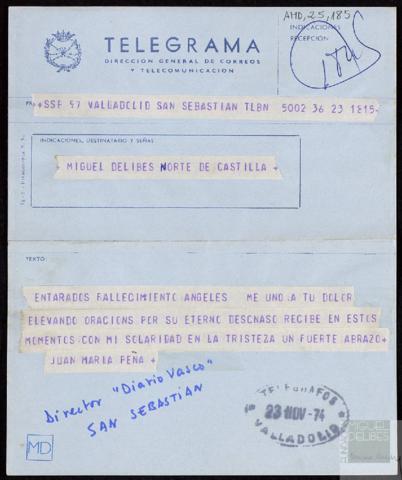 AMD, 25, 185
TELEGRAMA
DIRECCION GENERAL DE CORREOS
Y TELECOMUNICACION
INDICACIONES
RECEPCIÓN
+SSF 57 VALLADOLID SAN SEBASTIAN TLBN 5002 36 23 1815
INDICACIONES, DESTINATARIO Y SEÑAS
MIGUEL DELIBES NORTE DE CASTILLA +
TEXTO:
ENTARADOS FALLECIMIENTO ANGELES ME UNO.A TU DOLOR
ELEVANDO ORACIONS POR SU ETERNO DESCNASO RECIBE EN ESTOS
MOMENTOS CON MI SOLARIDAD EN LA TRISTEZA UN FUERTE ABRAZO+
JUAN MARIA PEÑA +
Director "Diario Vasco"
SAN SEBASTIÁN
TELEGRAFOS
23 NOV -74
VALLADOLID
MD
MIGUEL
DELIBES